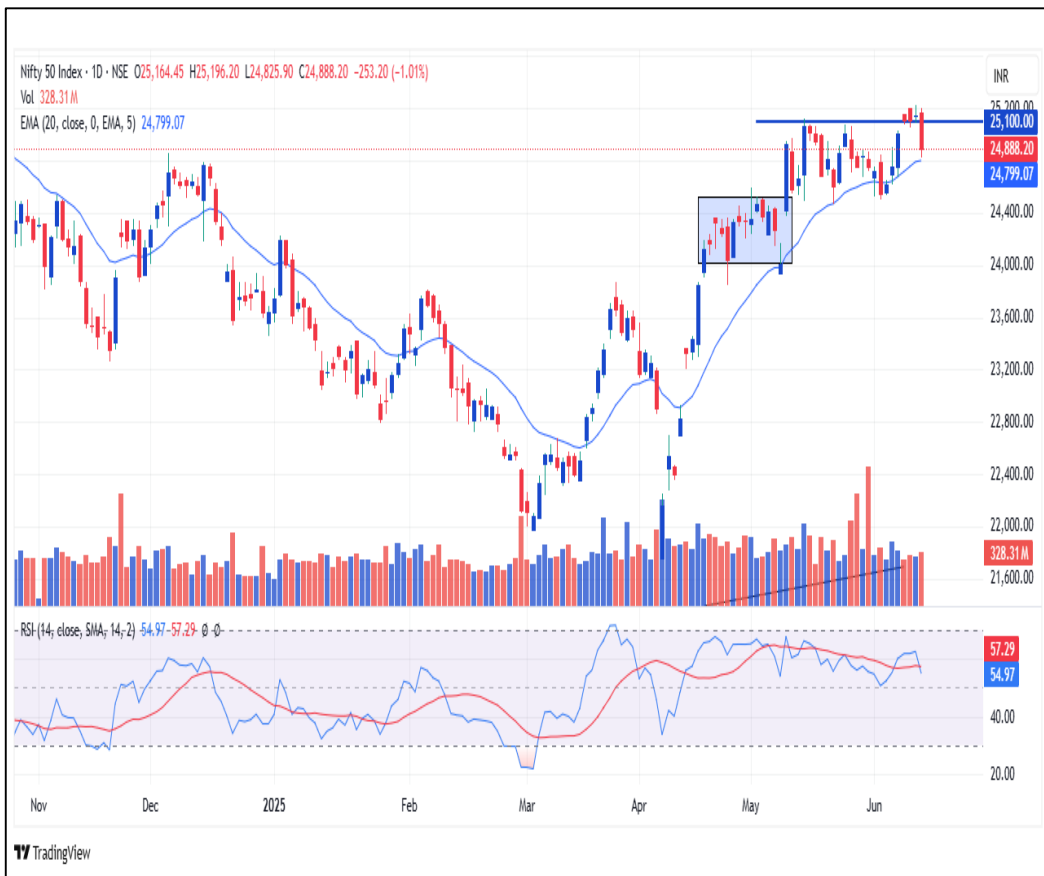 Nifty 50 Index · 1D · NSE O25,164.45 H25,196.20 L24,825.90 C24,888.20 −253.20 (−1.01%)
INR
Vol 328.31 M
EMA (20, close, 0, EMA, 5) 24,799.07
25,200.00
25,100.00
24,888.20
24,799.07
24,400.00
24,000.00
23,600.00
23,200.00
22,800.00
22,400.00
22,000.00
328.31 M
21,600.00
RSI (14, close, SMA, 14, 2) 54.97 57.29 Ø Ø
57.29
54.97
40.00
20.00
Nov Dec 2025 Feb Mar Apr May Jun
TradingView